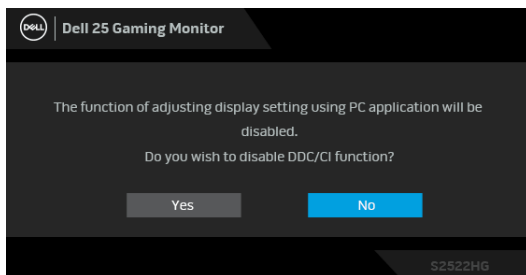 DELL
Dell 25 Gaming Monitor
The function of adjusting display setting using PC application will be
disabled.
Do you wish to disable DDC/CI function?
Yes
No
S2522HG